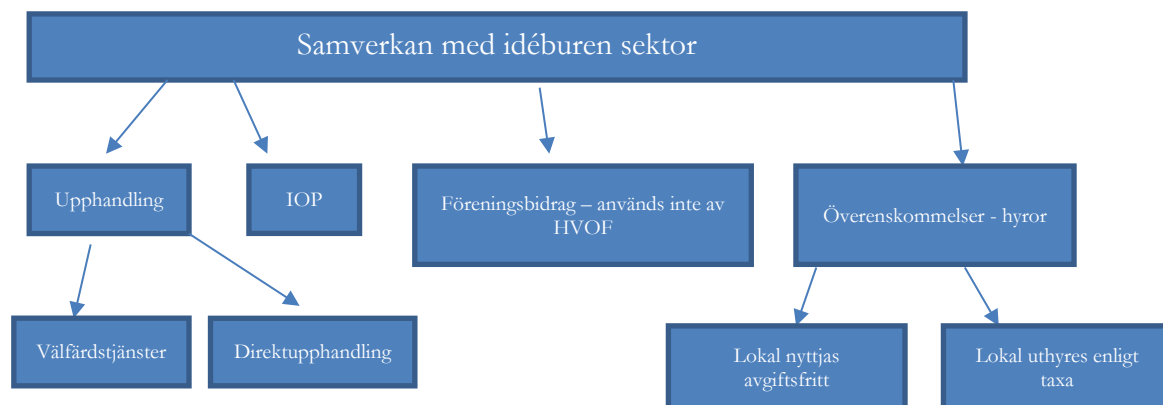 Samverkan med idéburen sektor
Upphandling
IOP
Föreningsbidrag – används inte av
HVOF
Överenskommelser - hyror
Välfärdstjänster
Direktupphandling
Lokal nyttjas
avgiftsfritt
Lokal uthyres enligt
taxa